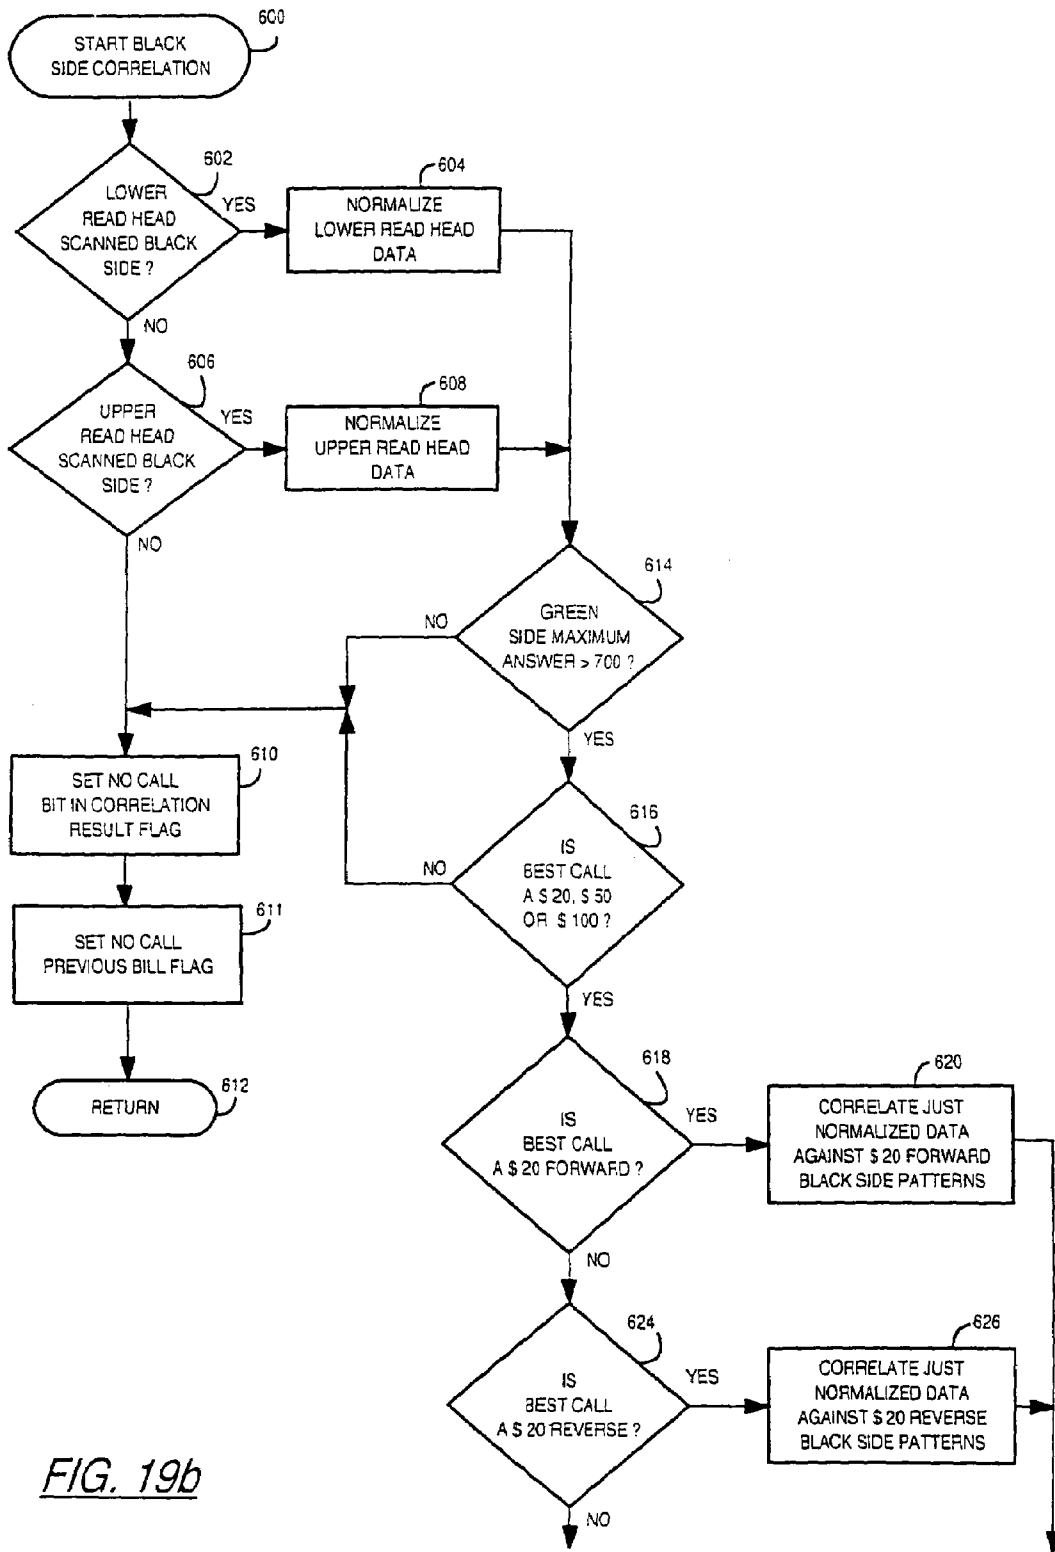 600
START BLACK
SIDE CORRELATION
602
LOWER
READ HEAD
SCANNED BLACK
SIDE ?
YES
NO
604
NORMALIZE
LOWER READ HEAD
DATA
606
UPPER
READ HEAD
SCANNED BLACK
SIDE ?
YES
NO
608
NORMALIZE
UPPER READ HEAD
DATA
614
GREEN
SIDE MAXIMUM
ANSWER > 700 ?
NO
YES
610
SET NO CALL
BIT IN CORRELATION
RESULT FLAG
616
IS
BEST CALL
A $ 20, $ 50
OR $ 100 ?
NO
YES
611
SET NO CALL
PREVIOUS BILL FLAG
612
RETURN
618
IS
BEST CALL
A $ 20 FORWARD ?
YES
NO
620
CORRELATE JUST
NORMALIZED DATA
AGAINST $ 20 FORWARD
BLACK SIDE PATTERNS
624
IS
BEST CALL
A $ 20 REVERSE ?
YES
NO
626
CORRELATE JUST
NORMALIZED DATA
AGAINST $ 20 REVERSE
BLACK SIDE PATTERNS
FIG. 19b